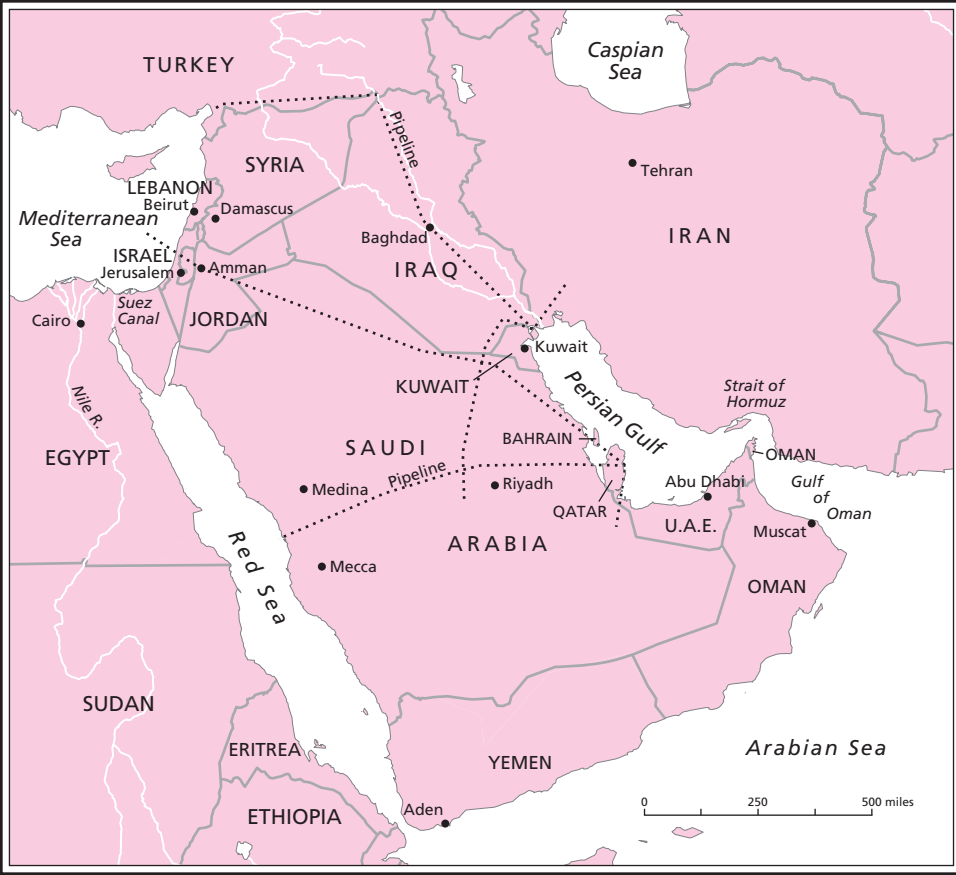 Caspian
Sea
TURKEY
Pipeline
SYRIA
Tehran
LEBANON
Beirut
Damascus
Mediterranean
Sea
IRAN
Baghdad
ISRAEL
Jerusalem
Amman
IRAQ
Suez
Canal
Cairo
JORDAN
Kuwait
KUWAIT
Persian Gulf
Strait of
Hormuz
Nile R.
EGYPT
SAUDI
BAHRAIN
OMAN
Pipeline
Medina
Riyadh
Abu Dhabi
Gulf
of
Oman
QATAR
U.A.E.
Muscat
ARABIA
Red Sea
Mecca
OMAN
SUDAN
ERITREA
YEMEN
Arabian Sea
ETHIOPIA
Aden
0 250 500 miles